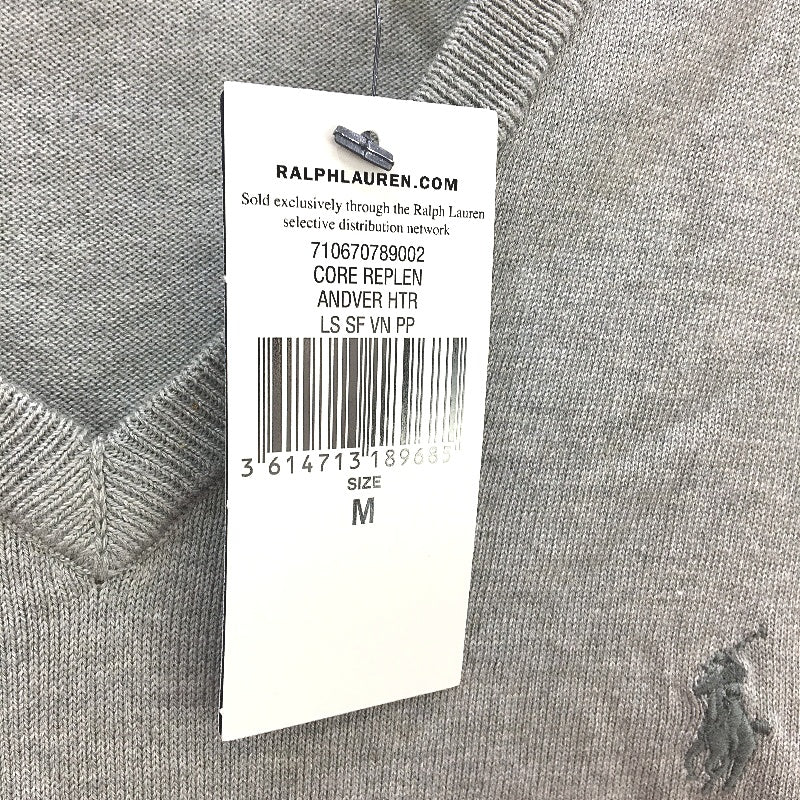 RALPHLAUREN.COM
Sold exclusively through the Ralph Lauren
selective distribution network
710670789002
CORE REPLEN
ANDVER HTR
LS SF VN PP
3 614713 189685
SIZE
M